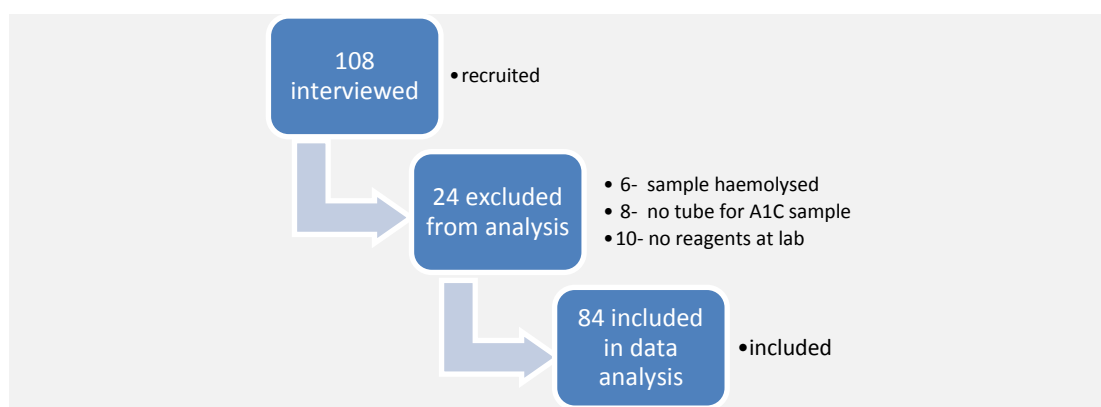 108
interviewed
•recruited
24 excluded
from analysis
• 6- sample haemolysed
• 8- no tube for A1C sample
•10- no reagents at lab
84 included
in data
analysis
•included